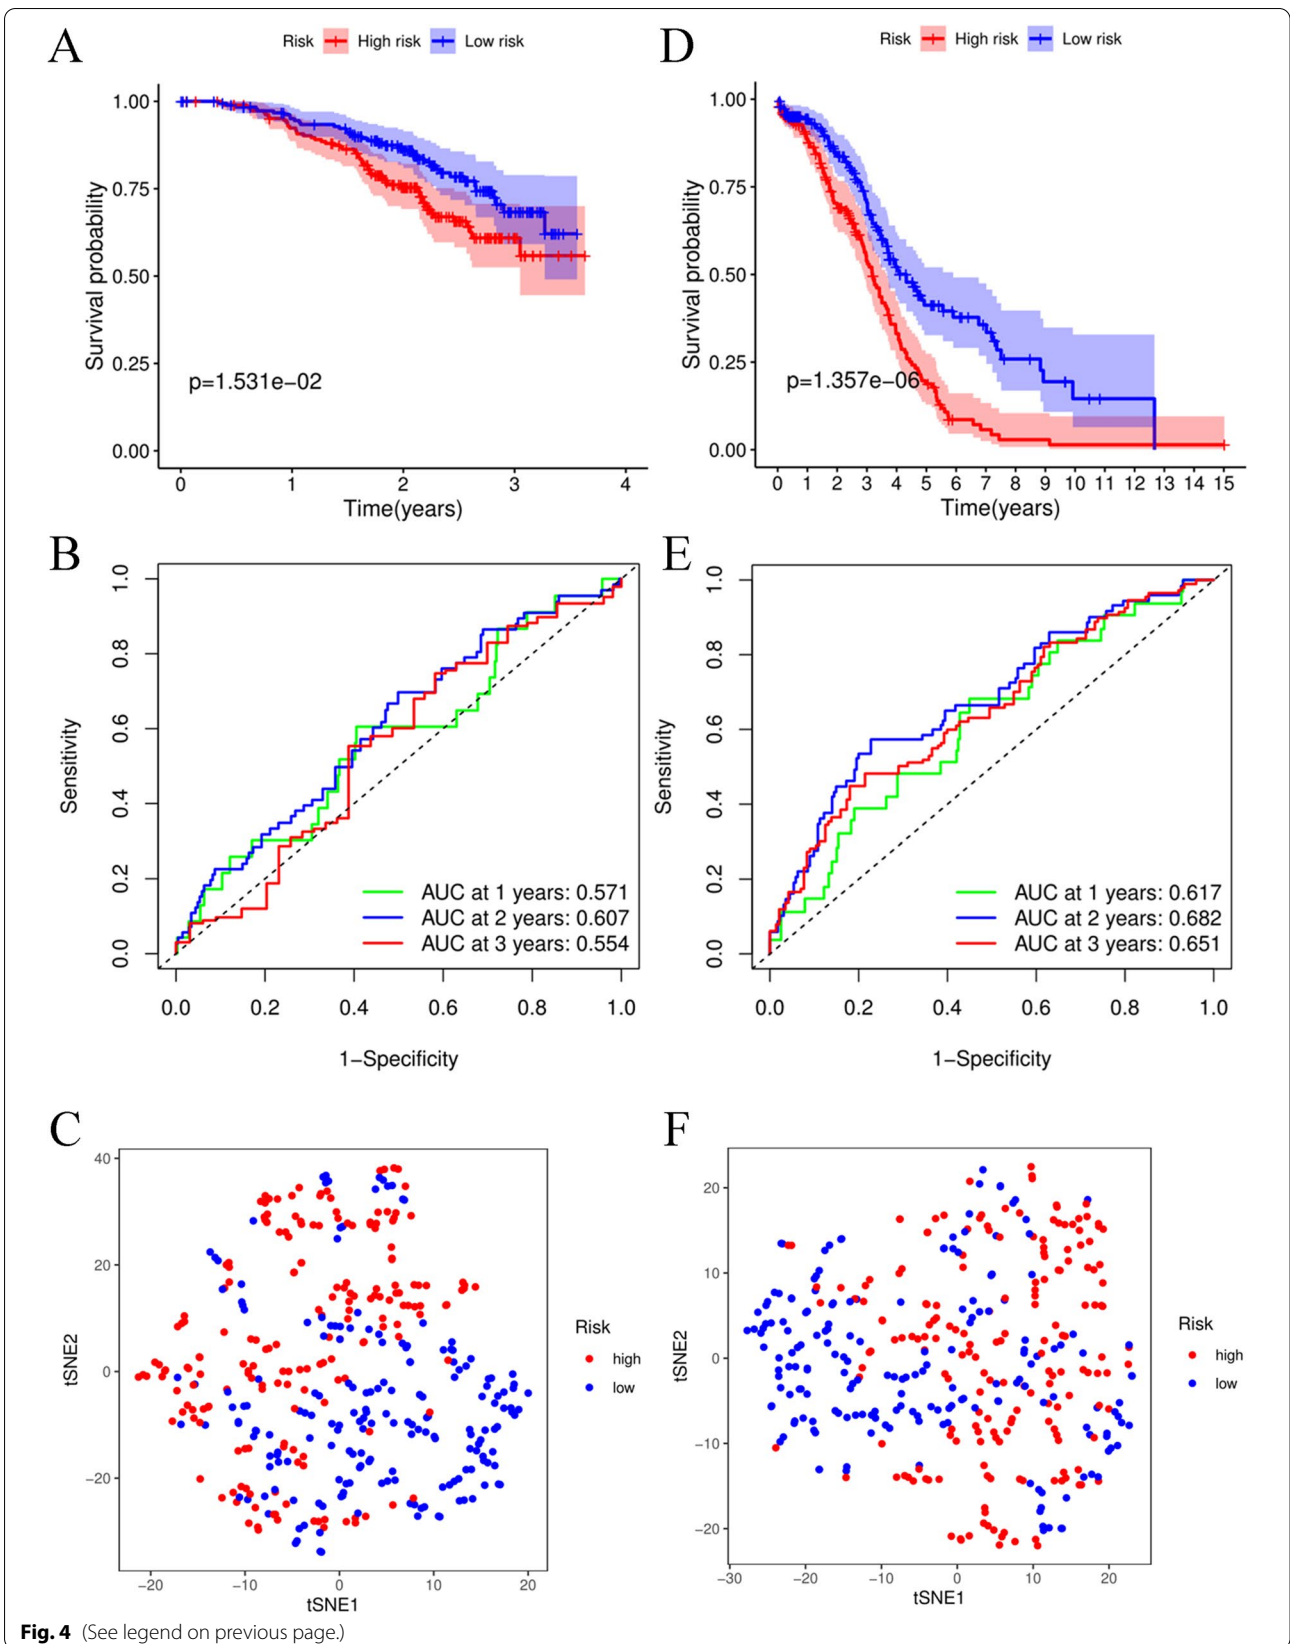 A
Risk High risk Low risk
Survival probability
1.00
0.75
0.50
0.25
0.00
p=1.531e−02
0 1 2 3 4
Time(years)
D
Risk High risk Low risk
Survival probability
1.00
0.75
0.50
0.25
0.00
p=1.357e−06
0 1 2 3 4 5 6 7 8 9 10 11 12 13 14 15
Time(years)
B
Sensitivity
1.0
0.8
0.6
0.4
0.2
0.0
AUC at 1 years: 0.571
AUC at 2 years: 0.607
AUC at 3 years: 0.554
0.0 0.2 0.4 0.6 0.8 1.0
1−Specificity
E
Sensitivity
1.0
0.8
0.6
0.4
0.2
0.0
AUC at 1 years: 0.617
AUC at 2 years: 0.682
AUC at 3 years: 0.651
0.0 0.2 0.4 0.6 0.8 1.0
1−Specificity
C
tSNE2
40
20
0
−20
−20 −10 0 10 20
tSNE1
Risk
high
low
F
tSNE2
20
10
0
−10
−20
−30 −20 −10 0 10 20
tSNE1
Risk
high
low
Fig. 4 (See legend on previous page.)